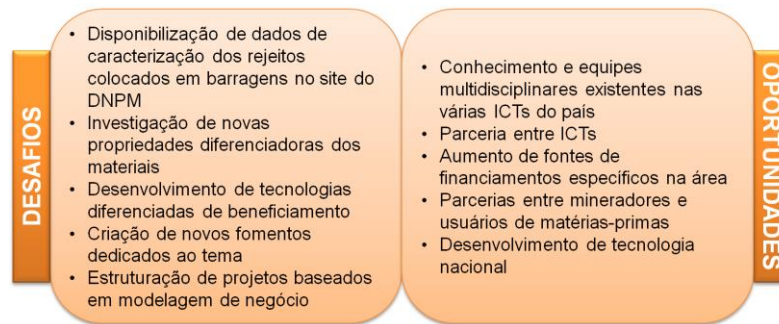 DESAFIOS
• Disponibilização de dados de
caracterização dos rejeitos
colocados em barragens no site do
DNPM
• Investigação de novas
propriedades diferenciadoras dos
materiais
• Desenvolvimento de tecnologias
diferenciadas de beneficiamento
• Criação de novos fomentos
dedicados ao tema
• Estruturação de projetos baseados
em modelagem de negócio
• Conhecimento e equipes
multidisciplinares existentes nas
várias ICTs do país
• Parceria entre ICTs
• Aumento de fontes de
financiamentos específicos na área
• Parcerias entre mineradores e
usuários de matérias-primas
• Desenvolvimento de tecnologia
nacional
OPORTUNIDADES